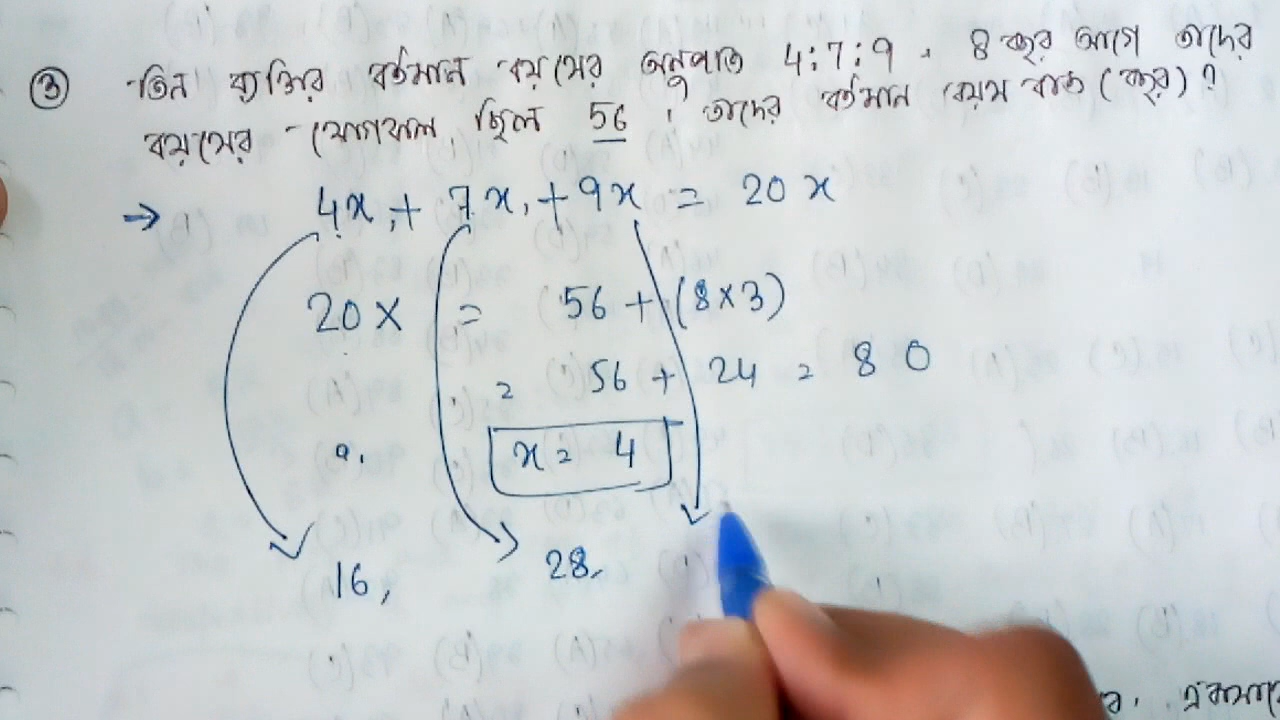 ③ তিন ব্যক্তির বর্তমান বয়সের অনুপাত 4:7:9 . 8 বছর আগে তাদের
বয়সের যোগফল ছিল 56 । তাদের বর্তমান বয়স কত (বছর) ?
→ 4x, + 7x, + 9x = 20x
20x = 56 + (8×3)
= 56 + 24 = 80
x = 4
16, 28,